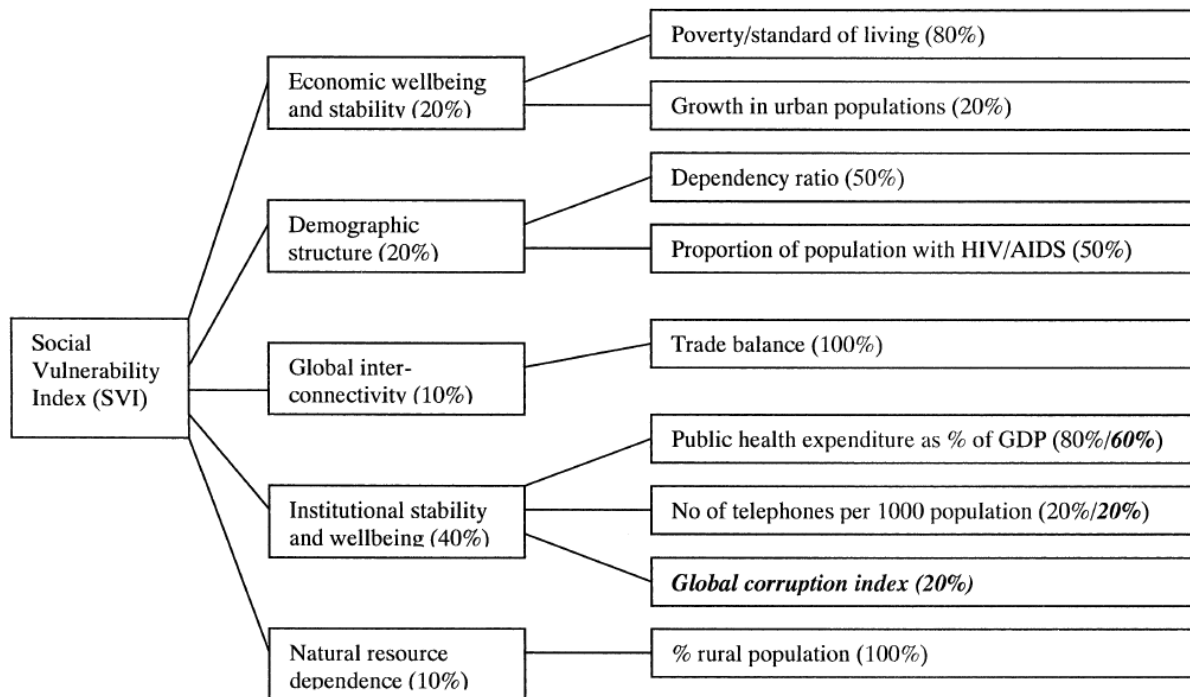 Social
Vulnerability
Index (SVI)
Economic wellbeing
and stability (20%)
Poverty/standard of living (80%)
Growth in urban populations (20%)
Demographic
structure (20%)
Dependency ratio (50%)
Proportion of population with HIV/AIDS (50%)
Global inter-
connectivity (10%)
Trade balance (100%)
Institutional stability
and wellbeing (40%)
Public health expenditure as % of GDP (80%/60%)
No of telephones per 1000 population (20%/20%)
Global corruption index (20%)
Natural resource
dependence (10%)
% rural population (100%)